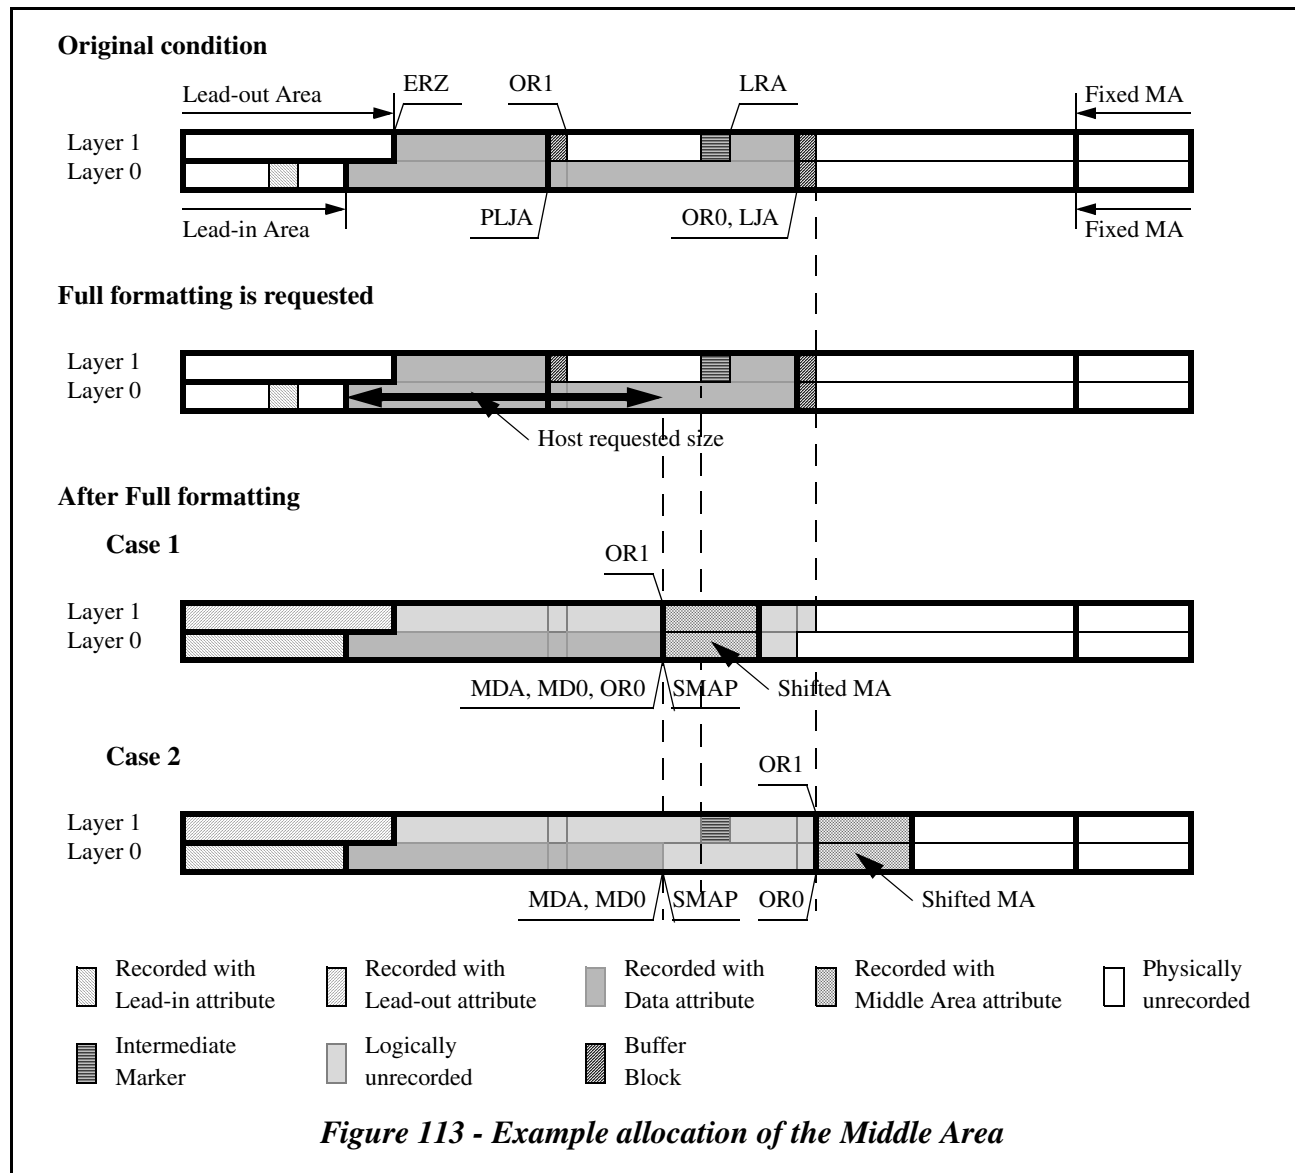 Original condition
ERZ
OR1
LRA
Lead-out Area
Fixed MA
Layer 1
Layer 0
PLJA
OR0, LJA
Lead-in Area
Fixed MA
Full formatting is requested
Layer 1
Layer 0
Host requested size
After Full formatting
Case 1
OR1
Layer 1
Layer 0
MDA, MD0, OR0
SMAP
Shifted MA
Case 2
OR1
Layer 1
Layer 0
MDA, MD0
SMAP
OR0
Shifted MA
Recorded with
Lead-in attribute
Recorded with
Lead-out attribute
Recorded with
Data attribute
Recorded with
Middle Area attribute
Physically
unrecorded
Intermediate
Marker
Logically
unrecorded
Buffer
Block
Figure 113 - Example allocation of the Middle Area